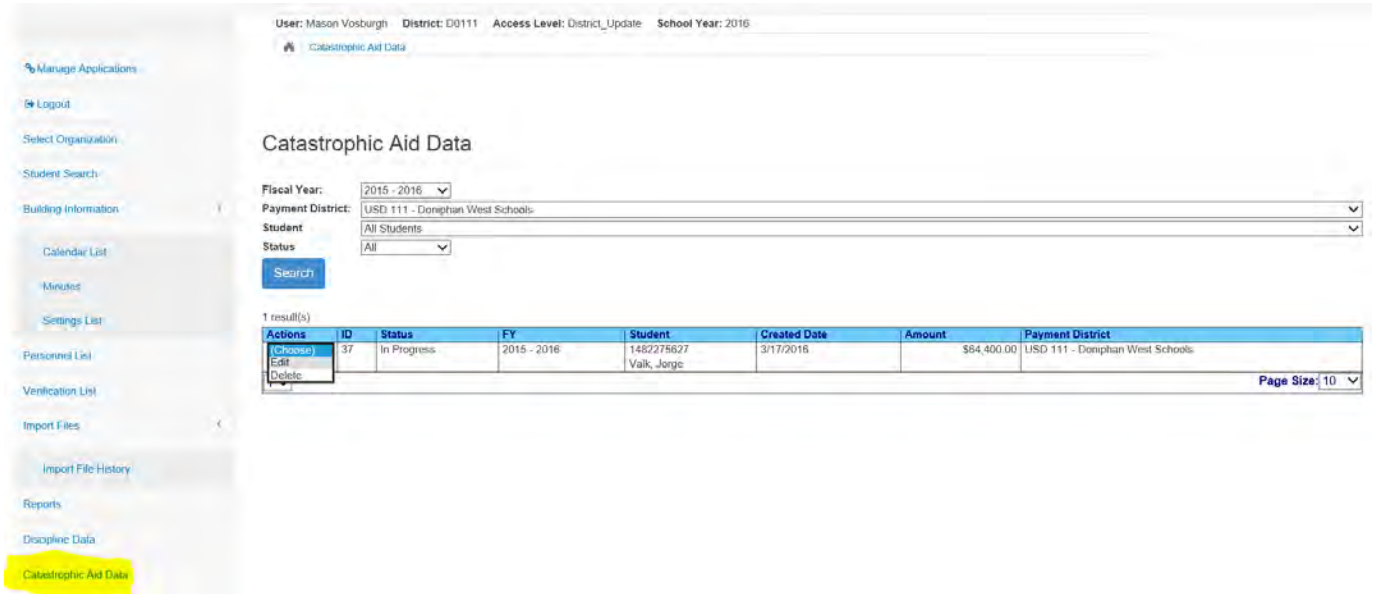 User: Mason Vosburgh District: D0111 Access Level: District_Update School Year: 2016
Catastrophic Aid Data
Manage Applications
Logout
Select Organization
Student Search
Building Information
Calendar List
Minutes
Settings List
Personnel List
Verification List
Import Files
Import File History
Reports
Discipline Data
Catastrophic Aid Data
Catastrophic Aid Data
Fiscal Year: 2015 - 2016
Payment District: USD 111 - Doniphan West Schools
Student All Students
Status All
Search
1 result(s)
Actions ID Status FY Student Created Date Amount Payment District
(Choose) 37 In Progress 2015 - 2016 1482275627 3/17/2016 $64,400.00 USD 111 - Doniphan West Schools
Edit Valk, Jorge
Delete
Page Size: 10